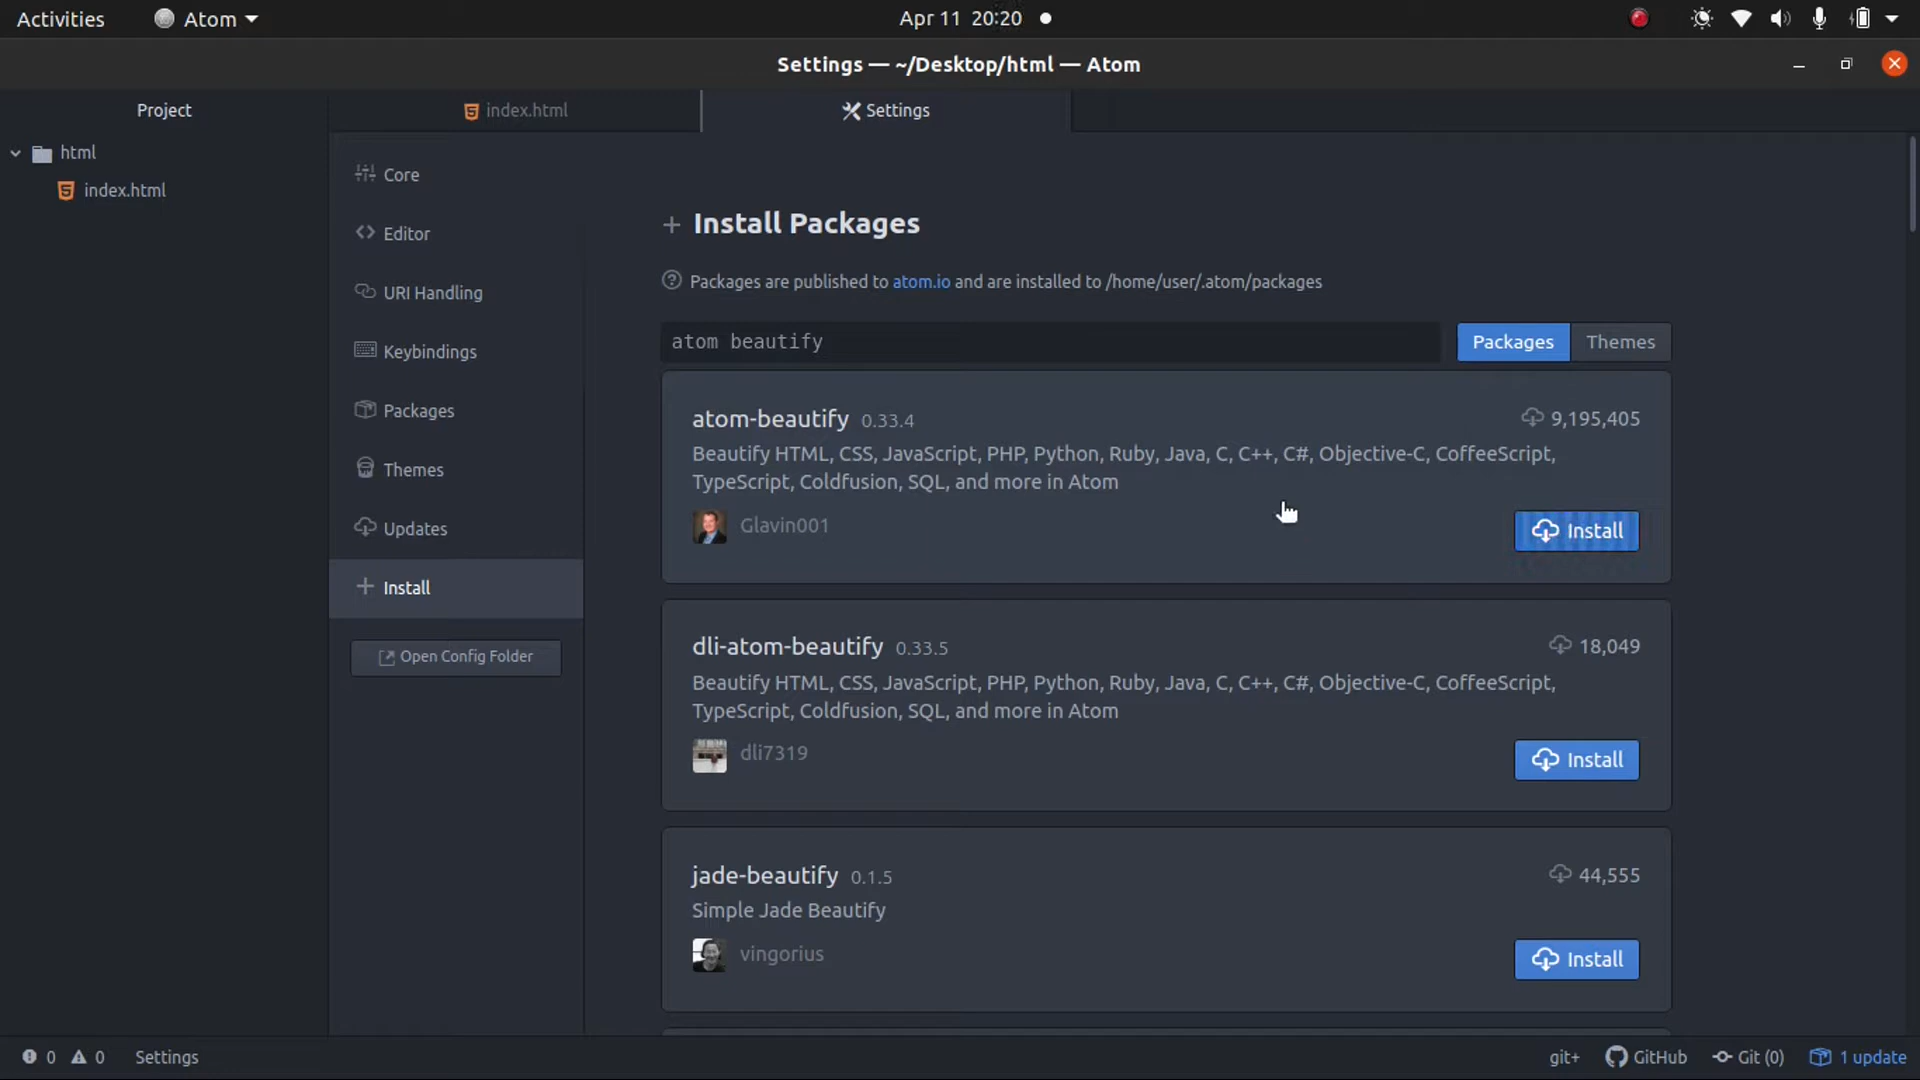 Activities
Atom
Apr 11 20:20
Settings — ~/Desktop/html — Atom
Project
index.html
Settings
html
index.html
Core
Editor
URI Handling
Keybindings
Packages
Themes
Updates
Install
Open Config Folder
Install Packages
Packages are published to atom.io and are installed to /home/user/.atom/packages
atom beautify
Packages
Themes
atom-beautify 0.33.4
9,195,405
Beautify HTML, CSS, JavaScript, PHP, Python, Ruby, Java, C, C++, C#, Objective-C, CoffeeScript,
TypeScript, Coldfusion, SQL, and more in Atom
Glavin001
Install
dli-atom-beautify 0.33.5
18,049
Beautify HTML, CSS, JavaScript, PHP, Python, Ruby, Java, C, C++, C#, Objective-C, CoffeeScript,
TypeScript, Coldfusion, SQL, and more in Atom
dli7319
Install
jade-beautify 0.1.5
44,555
Simple Jade Beautify
vingorius
Install
0
0
Settings
git+
GitHub
Git (0)
1 update